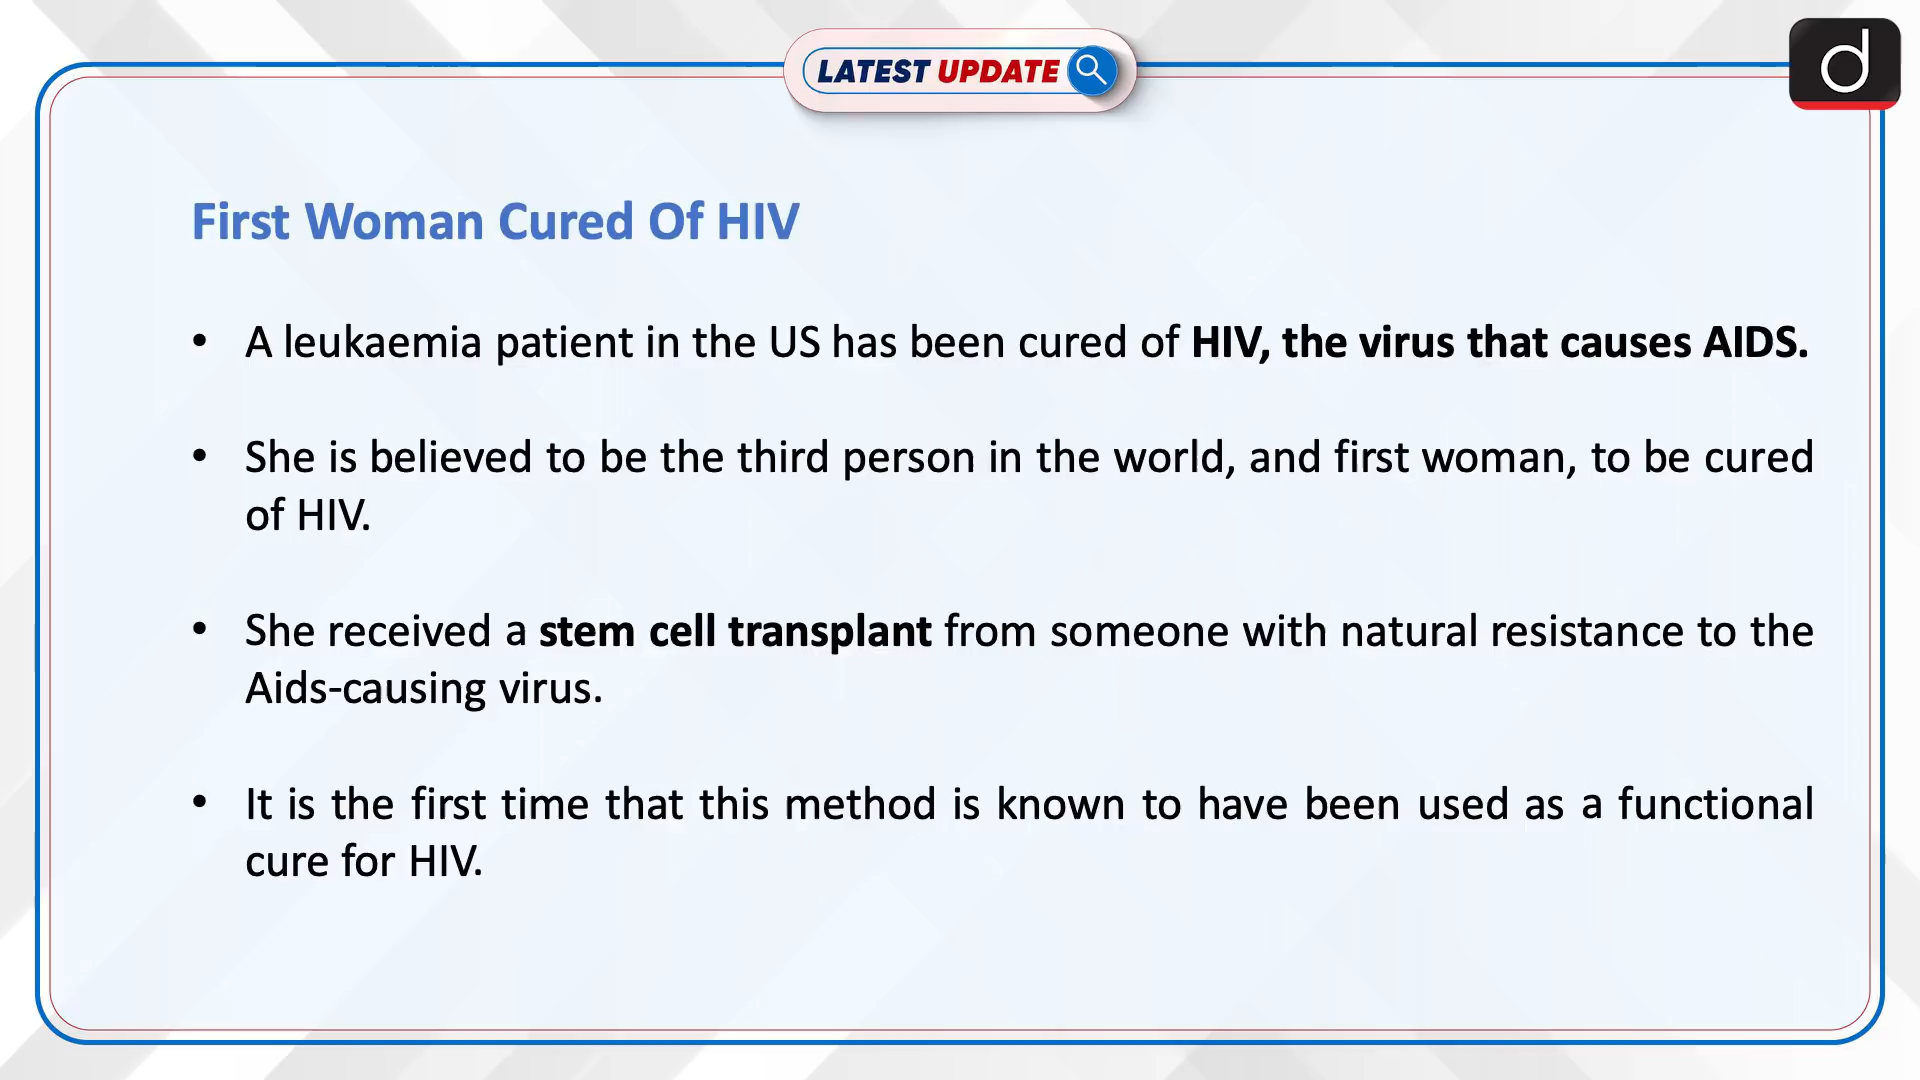 LATEST UPDATE
d
First Woman Cured Of HIV
• A leukaemia patient in the US has been cured of HIV, the virus that causes AIDS.
• She is believed to be the third person in the world, and first woman, to be cured
of HIV.
• She received a stem cell transplant from someone with natural resistance to the
Aids-causing virus.
• It is the first time that this method is known to have been used as a functional
cure for HIV.